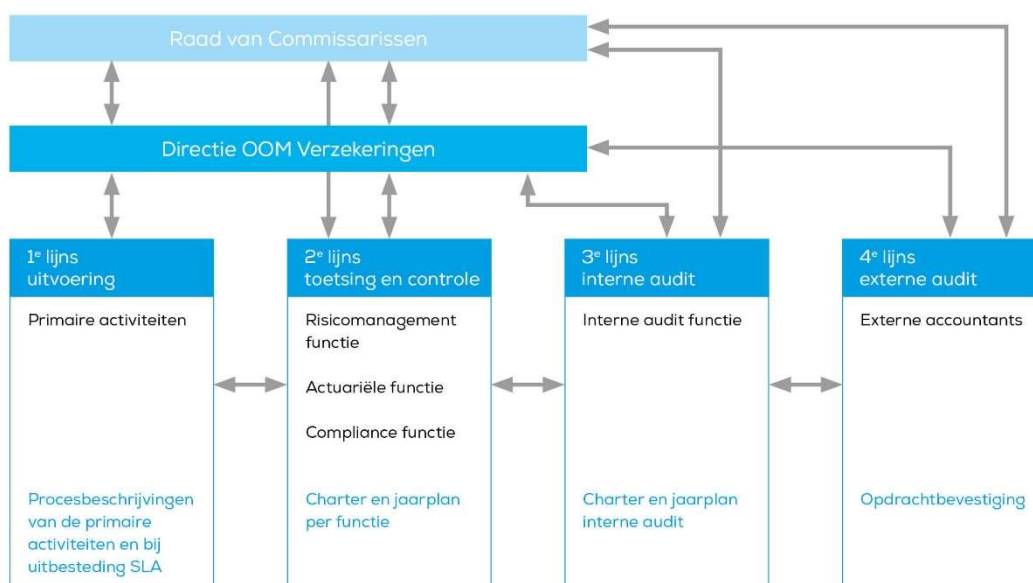 Raad van Commissarissen
Directie OOM Verzekeringen
1e lijns
uitvoering
Primaire activiteiten
Procesbeschrijvingen
van de primaire
activiteiten en bij
uitbesteding SLA
2e lijns
toetsing en controle
Risicomanagement
functie
Actuariële functie
Compliance functie
Charter en jaarplan
per functie
3e lijns
interne audit
Interne audit functie
Charter en jaarplan
interne audit
4e lijns
externe audit
Externe accountants
Opdrachtbevestiging